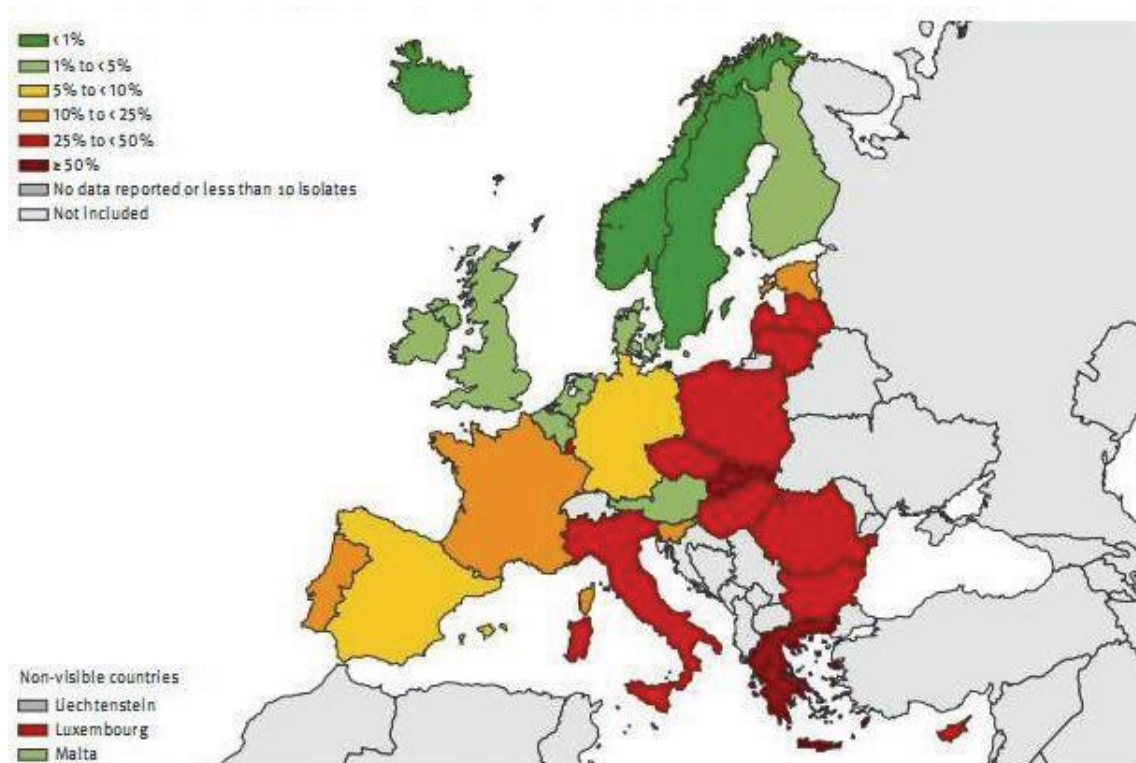 < 1%
1% to < 5%
5% to < 10%
10% to < 25%
25% to < 50%
≥ 50%
No data reported or less than 10 isolates
Not included
Non-visible countries
Liechtenstein
Luxembourg
Malta